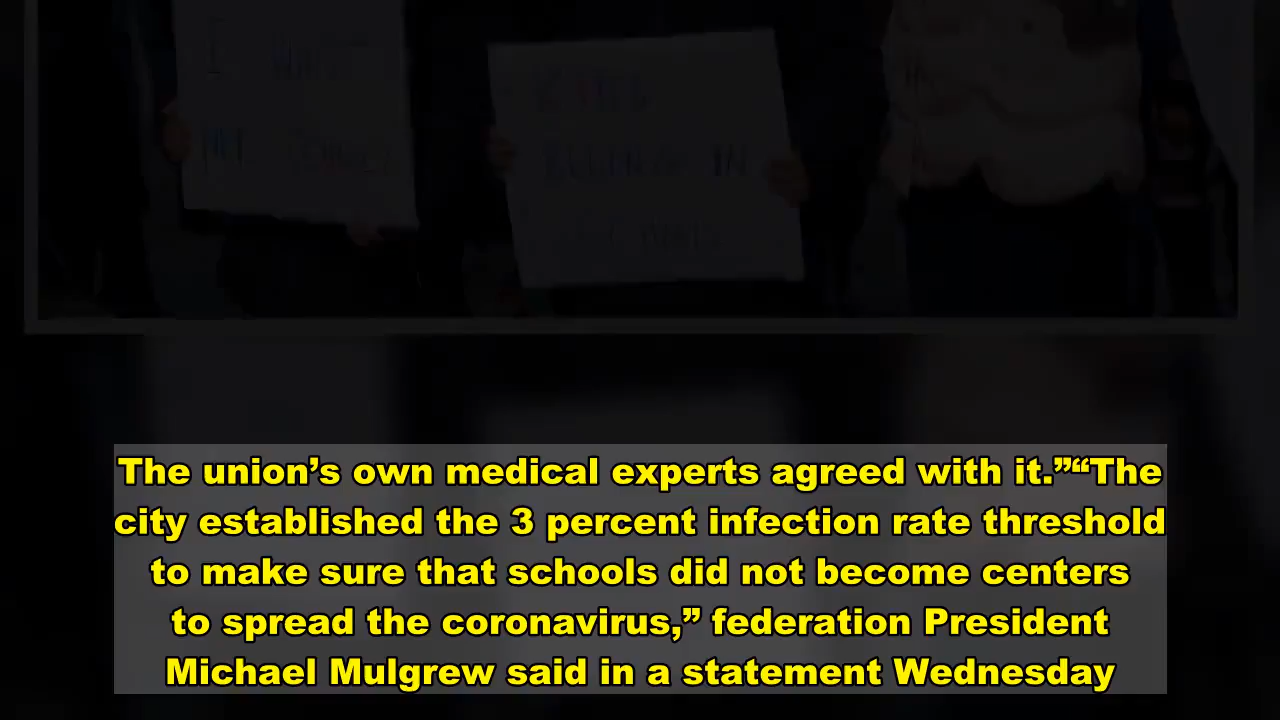 The union’s own medical experts agreed with it.”“The
city established the 3 percent infection rate threshold
to make sure that schools did not become centers
to spread the coronavirus,” federation President
Michael Mulgrew said in a statement Wednesday